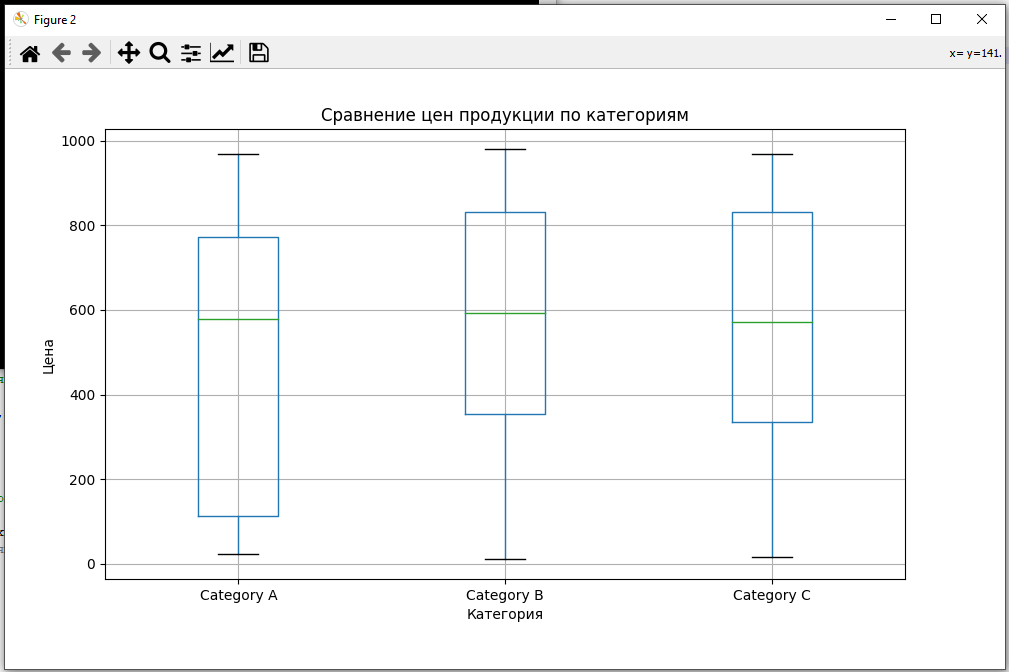 Figure 2
x= y=141.
Сравнение цен продукции по категориям
1000
800
600
400
200
0
Цена
Category A
Category B
Category C
Категория